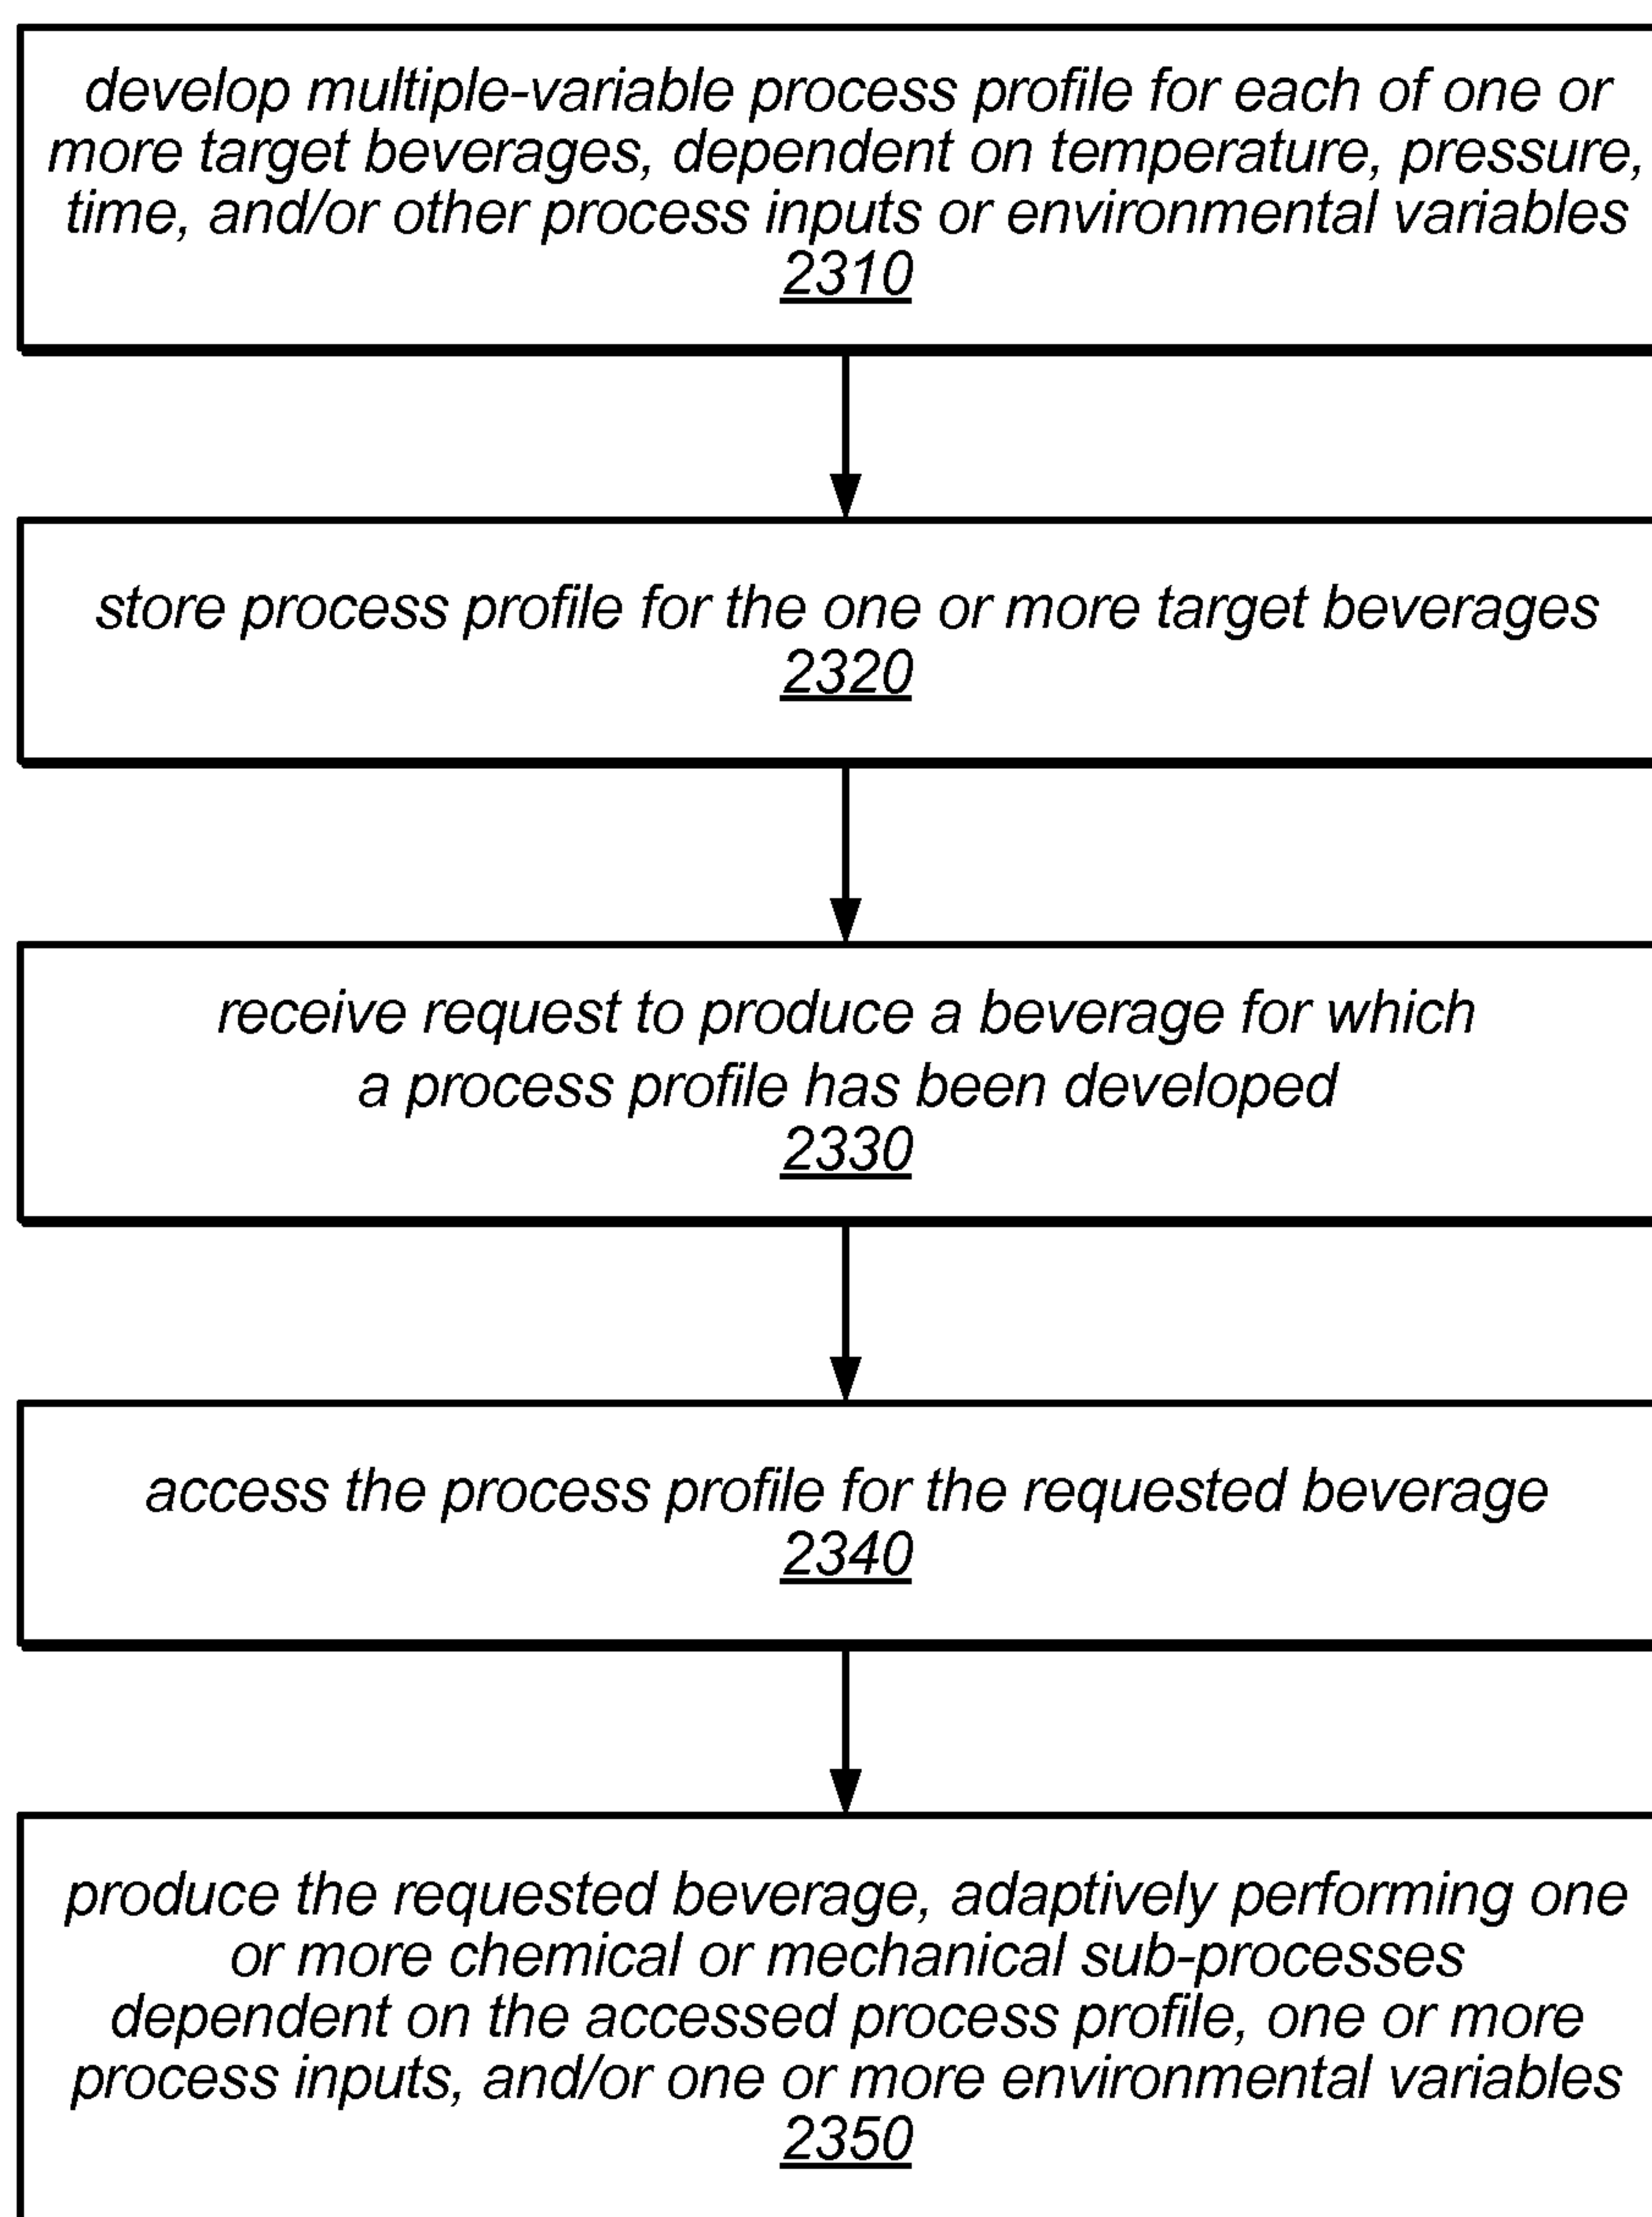 develop multiple-variable process profile for each of one or
more target beverages, dependent on temperature, pressure,
time, and/or other process inputs or environmental variables
2310
store process profile for the one or more target beverages
2320
receive request to produce a beverage for which
a process profile has been developed
2330
access the process profile for the requested beverage
2340
produce the requested beverage, adaptively performing one
or more chemical or mechanical sub-processes
dependent on the accessed process profile, one or more
process inputs, and/or one or more environmental variables
2350